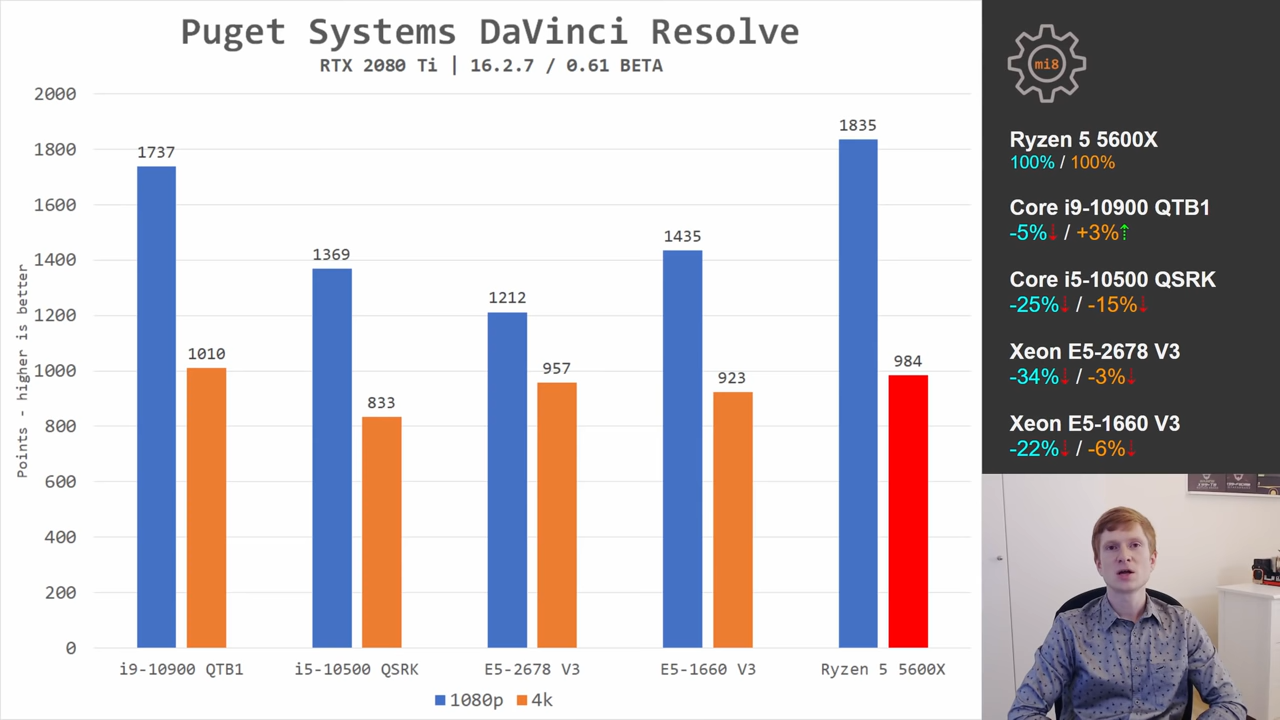 Puget Systems DaVinci Resolve
RTX 2080 Ti | 16.2.7 / 0.61 BETA
Points - higher is better
2000
1800
1600
1400
1200
1000
800
600
400
200
0
1737
1010
1369
833
1212
957
1435
923
1835
984
i9-10900 QTB1
i5-10500 QSRK
E5-2678 V3
E5-1660 V3
Ryzen 5 5600X
1080p
4k
mi8
Ryzen 5 5600X
100% / 100%
Core i9-10900 QTB1
-5%↓ / +3%↑
Core i5-10500 QSRK
-25%↓ / -15%↓
Xeon E5-2678 V3
-34%↓ / -3%↓
Xeon E5-1660 V3
-22%↓ / -6%↓